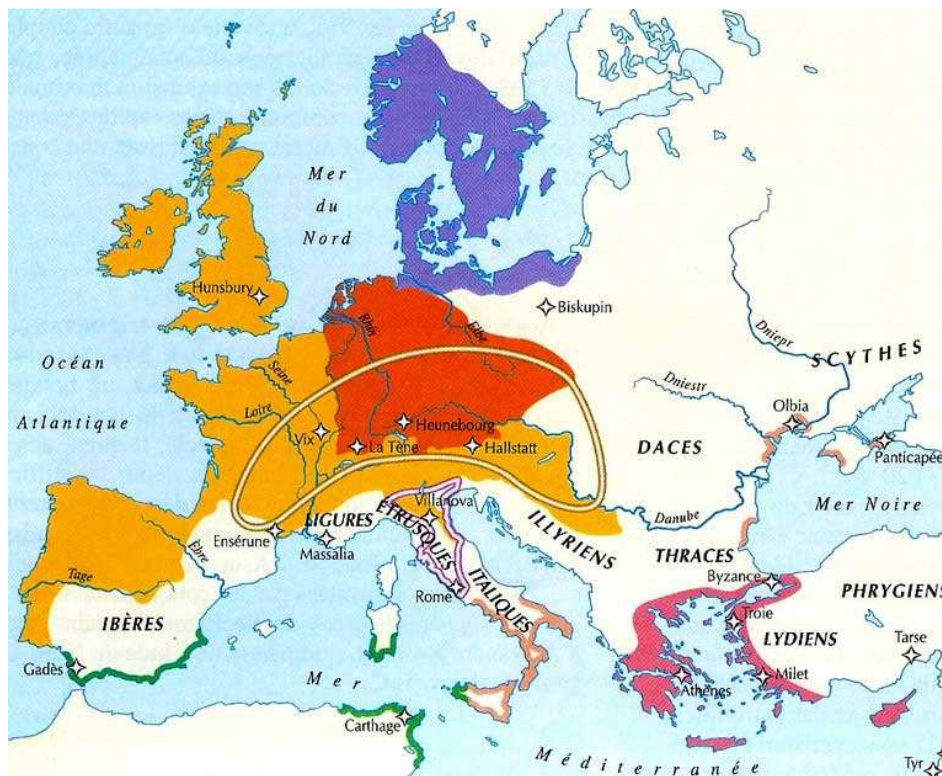 Mer
du
Nord
Hunsbury
Biskupin
Rhin
Elbe
Dniepr
Océan
Atlantique
Seine
Loire
Vix
Heunebourg
La Tène
Hallstatt
Dniestr
SCYTHES
Olbia
Panticapée
DACES
Mer Noire
Danube
Villanova
LIGURES
ÉTRUSQUES
ILLYRIENS
Ensérune
Massalia
THRACES
Èbre
Tage
Rome
ITALIQUES
Byzance
PHRYGIENS
Troie
LYDIENS
Tarse
IBÈRES
Gadès
Mer
Athènes
Milet
Carthage
Méditerranée
Tyr